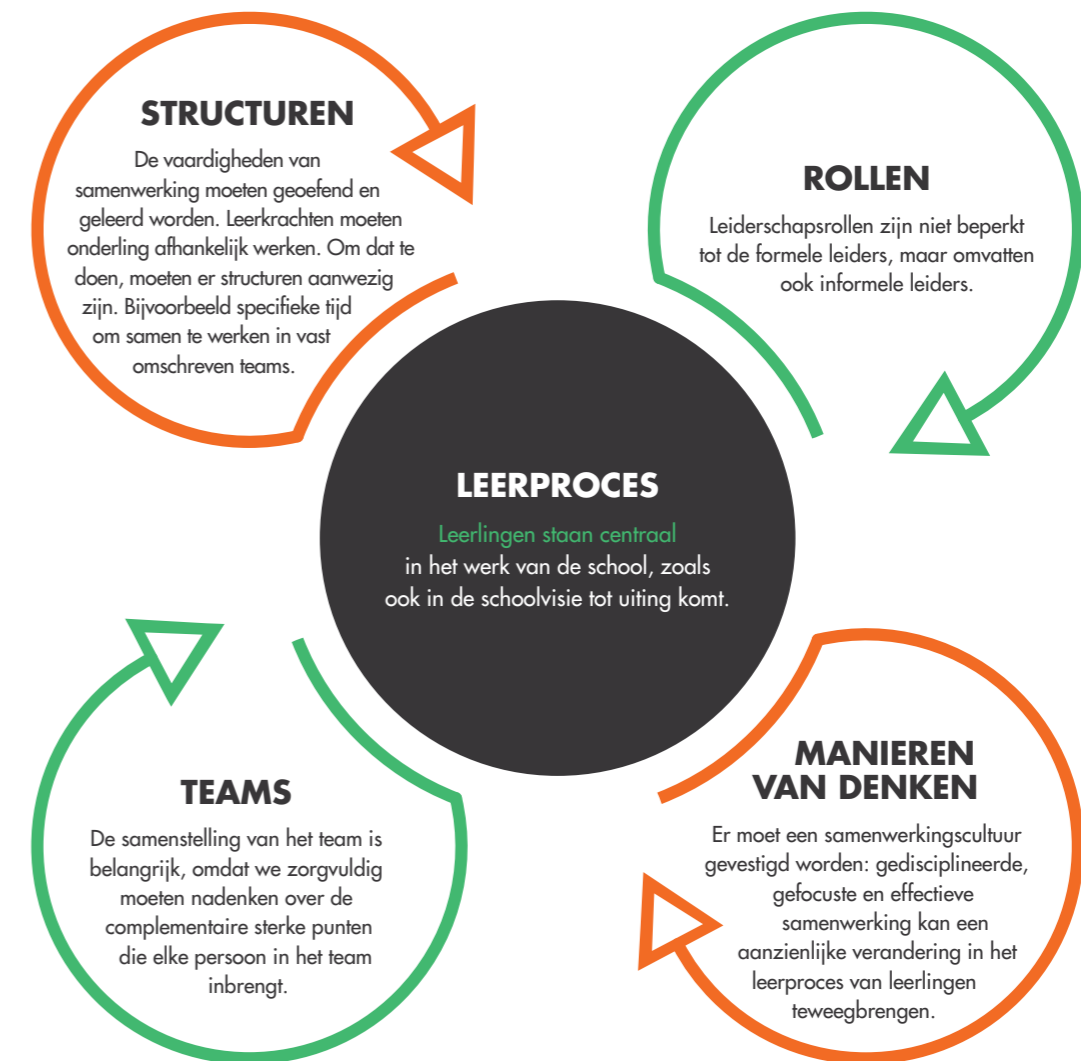 STRUCTUREN
De vaardigheden van
samenwerking moeten geoefend en
geleerd worden. Leerkrachten moeten
onderling afhankelijk werken. Om dat te
doen, moeten er structuren aanwezig
zijn. Bijvoorbeeld specifieke tijd
om samen te werken in vast
omschreven teams.
ROLLEN
Leiderschapsrollen zijn niet beperkt
tot de formele leiders, maar omvatten
ook informele leiders.
LEERPROCES
Leerlingen staan centraal
in het werk van de school, zoals
ook in de schoolvisie tot uiting komt.
TEAMS
De samenstelling van het team is
belangrijk, omdat we zorgvuldig
moeten nadenken over de
complementaire sterke punten
die elke persoon in het team
inbrengt.
MANIEREN
VAN DENKEN
Er moet een samenwerkingscultuur
gevestigd worden: gedisciplineerde,
gefocuste en effectieve
samenwerking kan een
aanzienlijke verandering in het
leerproces van leerlingen
teweegbrengen.